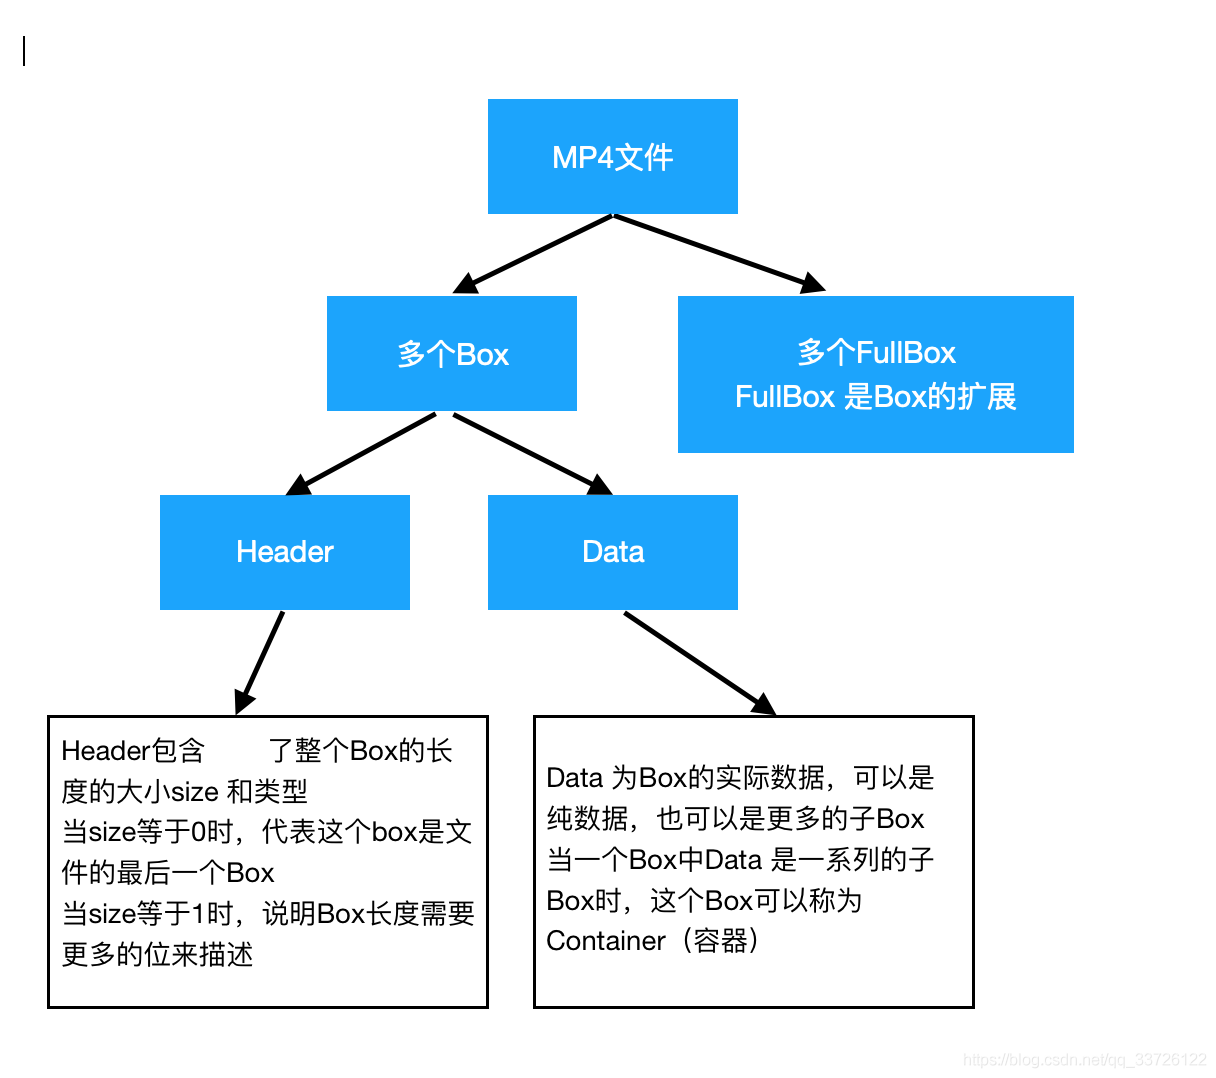 MP4文件
多个Box
多个FullBox
FullBox 是Box的扩展
Header
Data
Header包含 了整个Box的长
度的大小size 和类型
当size等于0时，代表这个box是文
件的最后一个Box
当size等于1时，说明Box长度需要
更多的位来描述
Data 为Box的实际数据，可以是
纯数据，也可以是更多的子Box
当一个Box中Data 是一系列的子
Box时，这个Box可以称为
Container（容器）
https://blog.csdn.net/qq_33726122